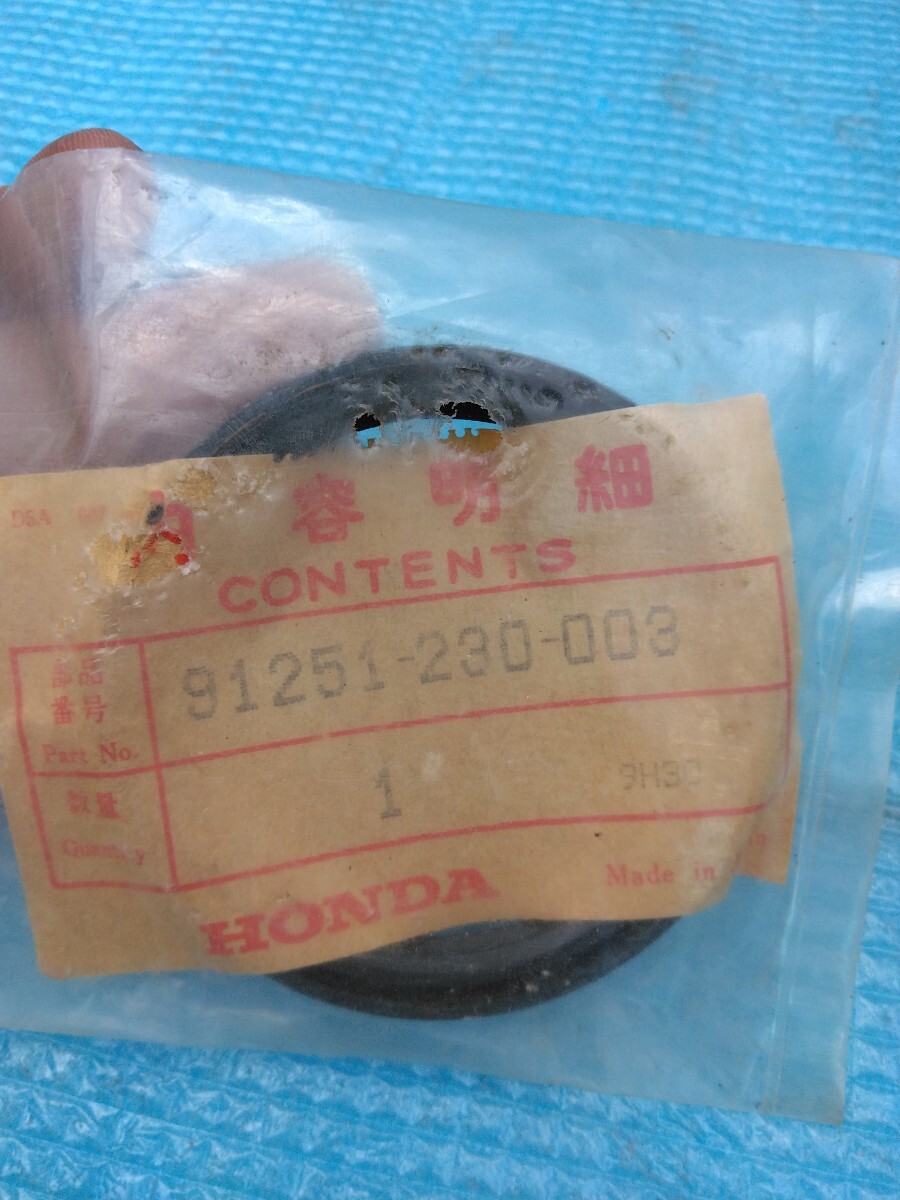 DSA
内容明細
CONTENTS
部品
番号
Part No.
91251-230-003
数量
Quantity
1
9H30
HONDA
Made in